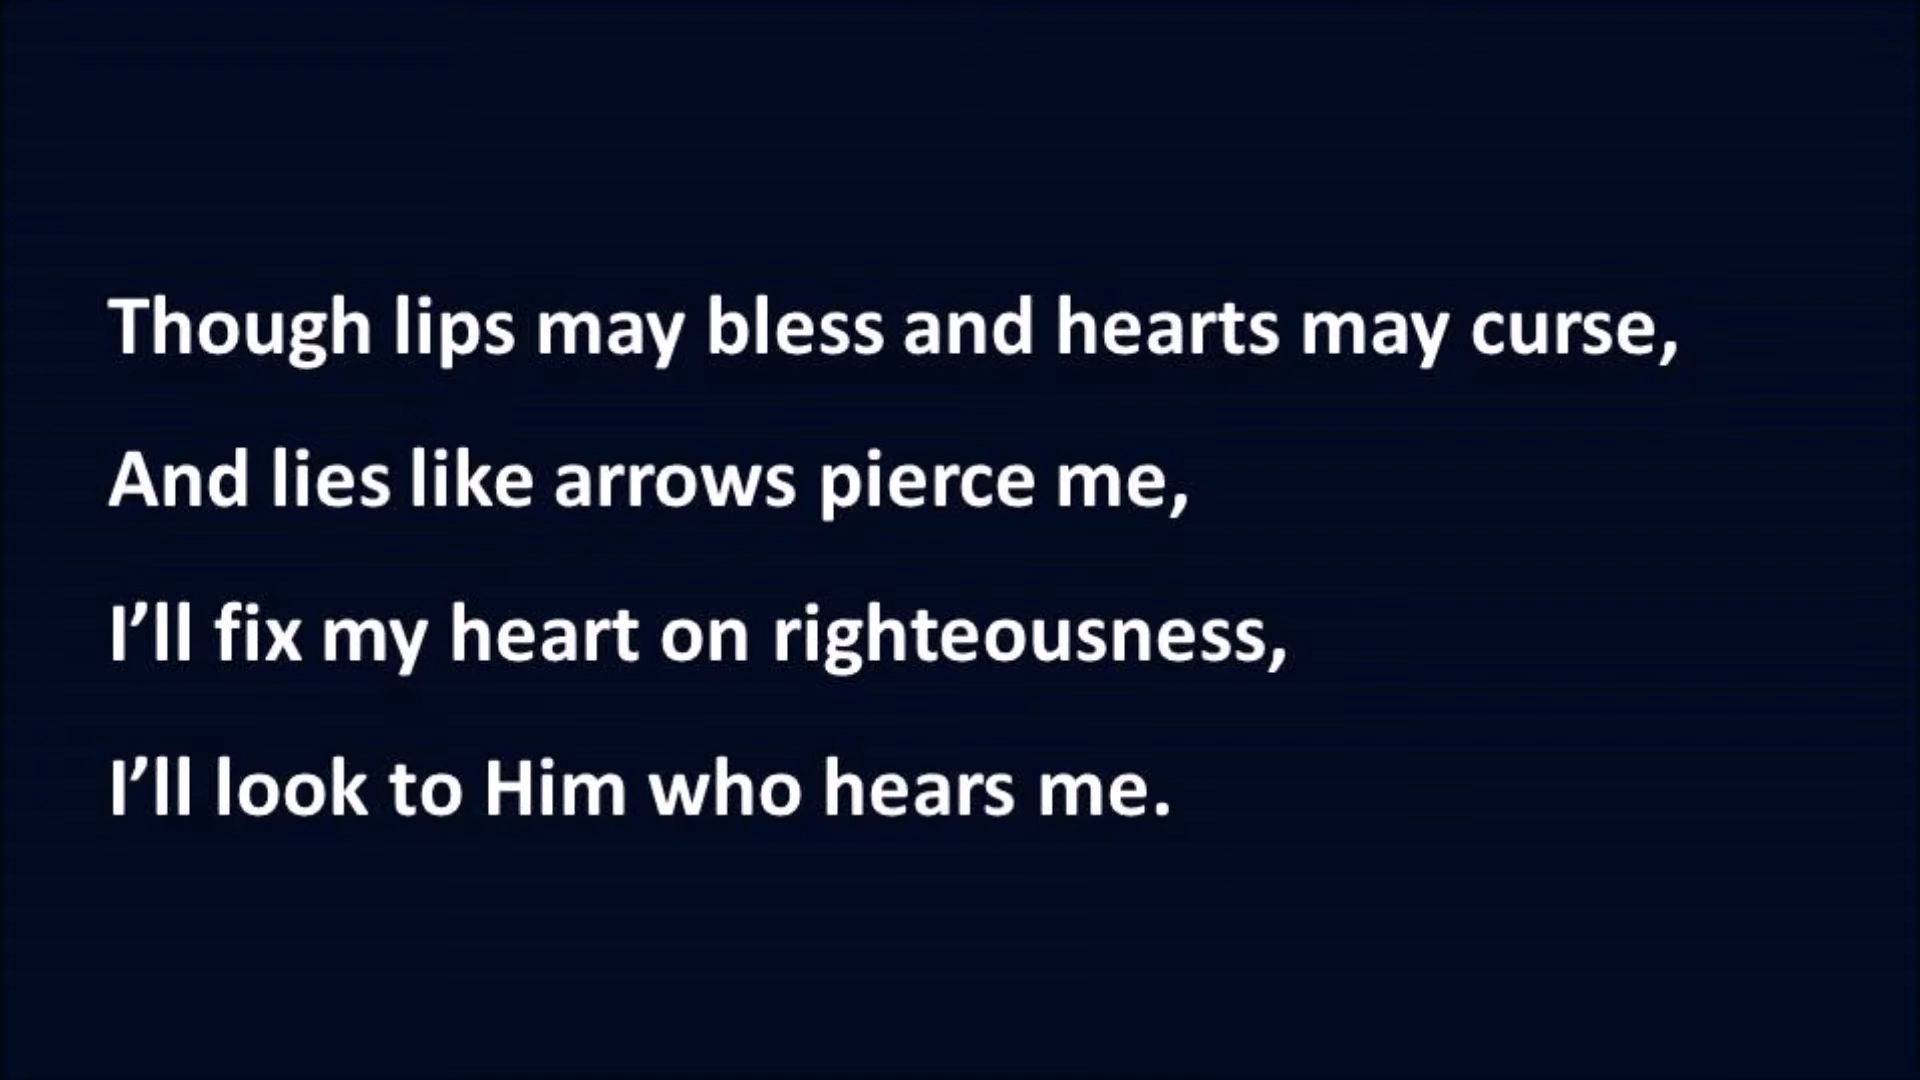 Though lips may bless and hearts may curse,
And lies like arrows pierce me,
I’ll fix my heart on righteousness,
I’ll look to Him who hears me.